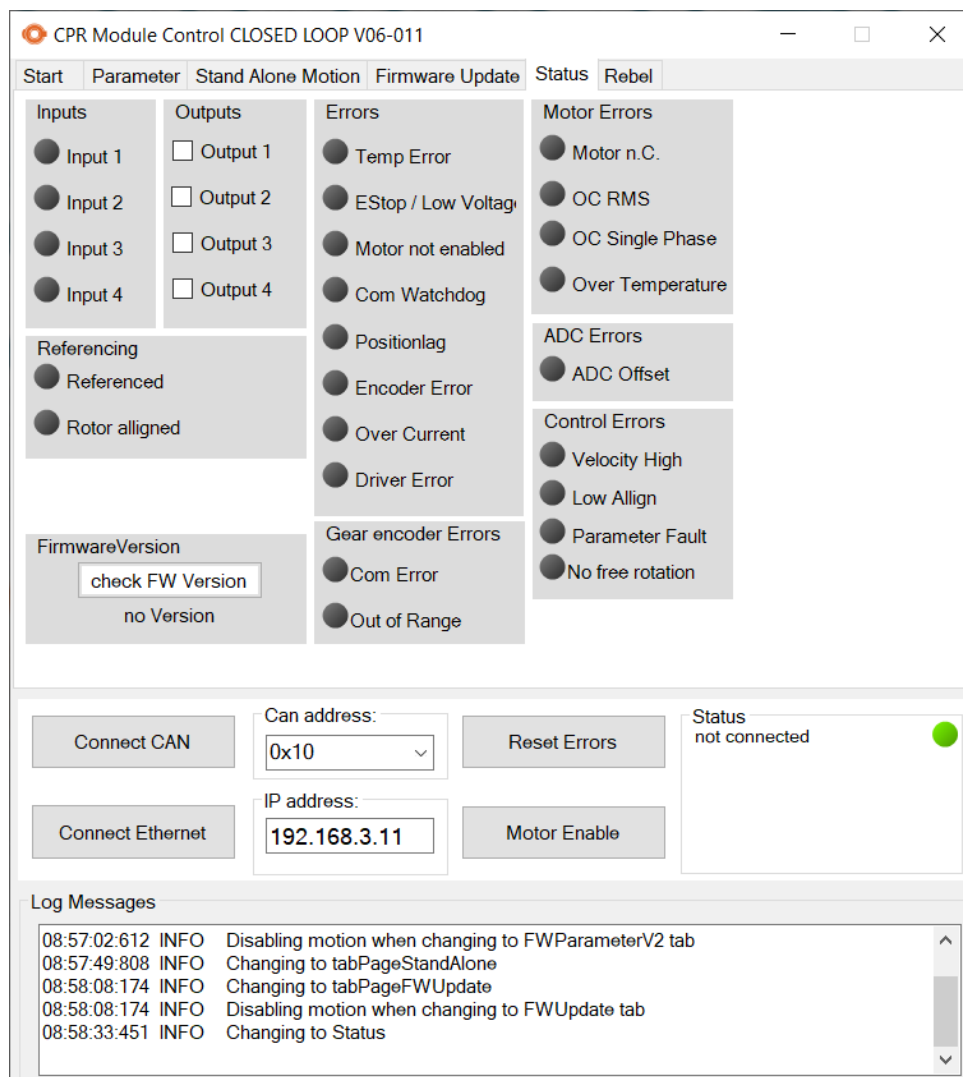 CPR Module Control CLOSED LOOP V06-011
Start Parameter Stand Alone Motion Firmware Update Status Rebel
Inputs
Input 1
Input 2
Input 3
Input 4
Outputs
Output 1
Output 2
Output 3
Output 4
Referencing
Referenced
Rotor alligned
FirmwareVersion
check FW Version
no Version
Errors
Temp Error
EStop / Low Voltag
Motor not enabled
Com Watchdog
Positionlag
Encoder Error
Over Current
Driver Error
Gear encoder Errors
Com Error
Out of Range
Motor Errors
Motor n.C.
OC RMS
OC Single Phase
Over Temperature
ADC Errors
ADC Offset
Control Errors
Velocity High
Low Allign
Parameter Fault
No free rotation
Connect CAN
Can address:
0x10
Reset Errors
Status
not connected
Connect Ethernet
IP address:
192.168.3.11
Motor Enable
Log Messages
08:57:02:612 INFO Disabling motion when changing to FWParameterV2 tab
08:57:49:808 INFO Changing to tabPageStandAlone
08:58:08:174 INFO Changing to tabPageFWUpdate
08:58:08:174 INFO Disabling motion when changing to FWUpdate tab
08:58:33:451 INFO Changing to Status